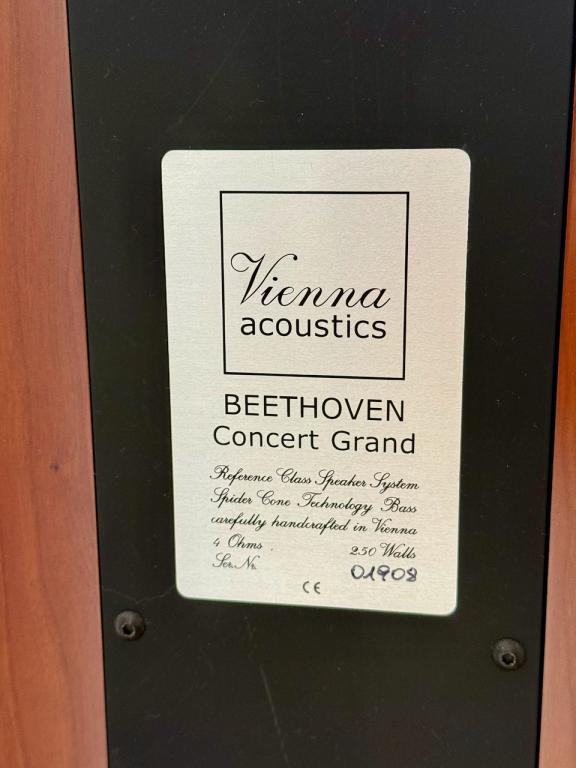 Vienna
acoustics
BEETHOVEN
Concert Grand
Reference Class Speaker System
Spider Cone Technology Bass
carefully handcrafted in Vienna
4 Ohms 250 Watts
Ser. Nr. 01908
CE